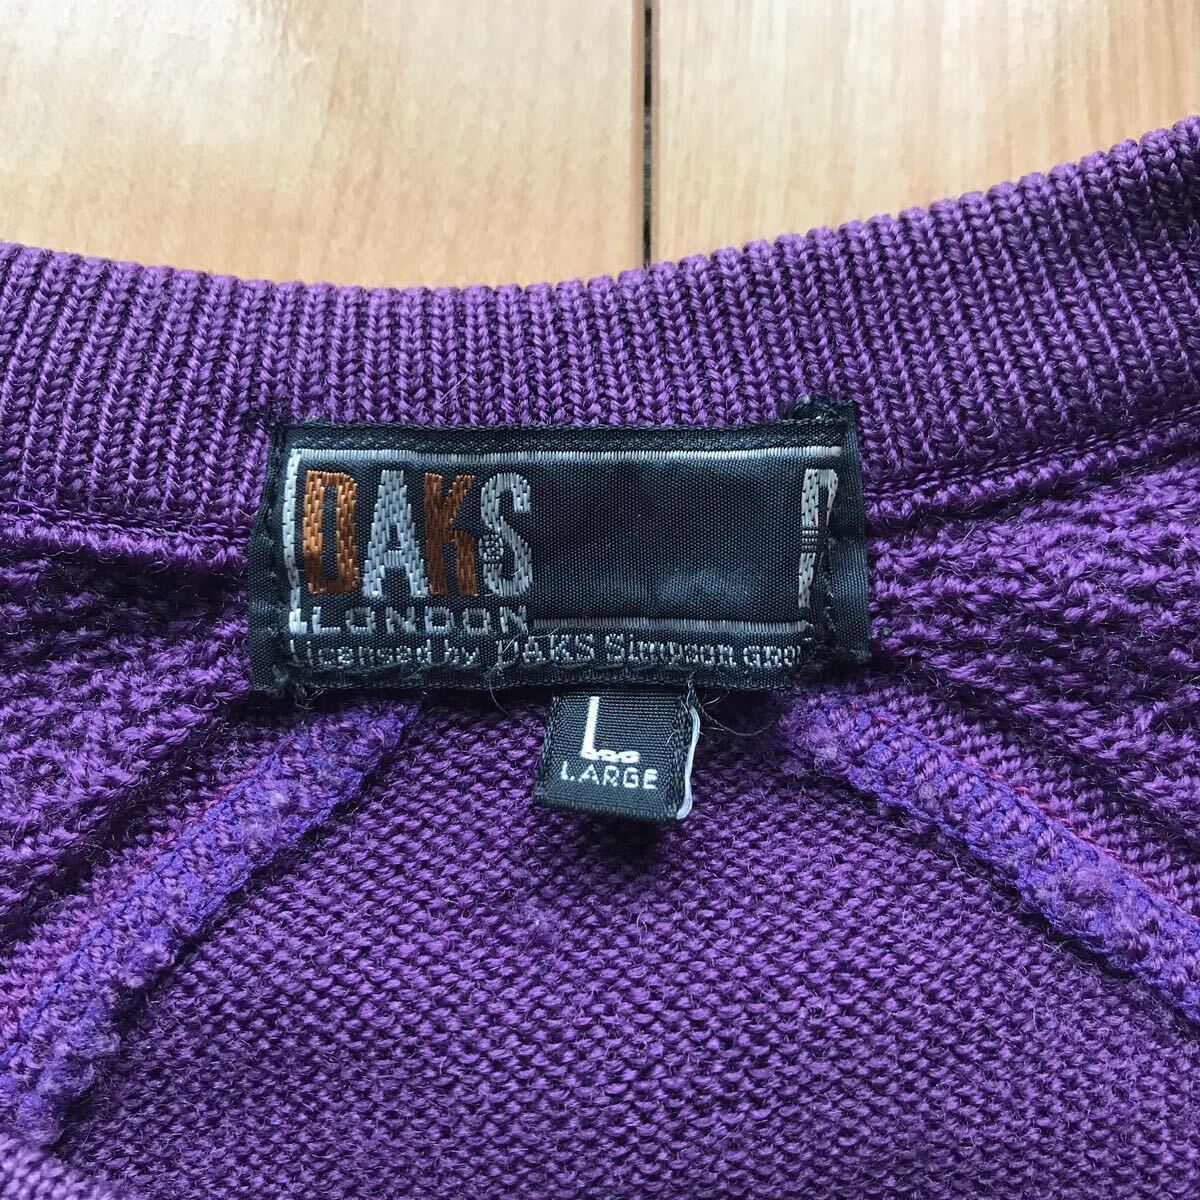 DAKS
LONDON
Licensed by DAKS Simpson
L
LARGE